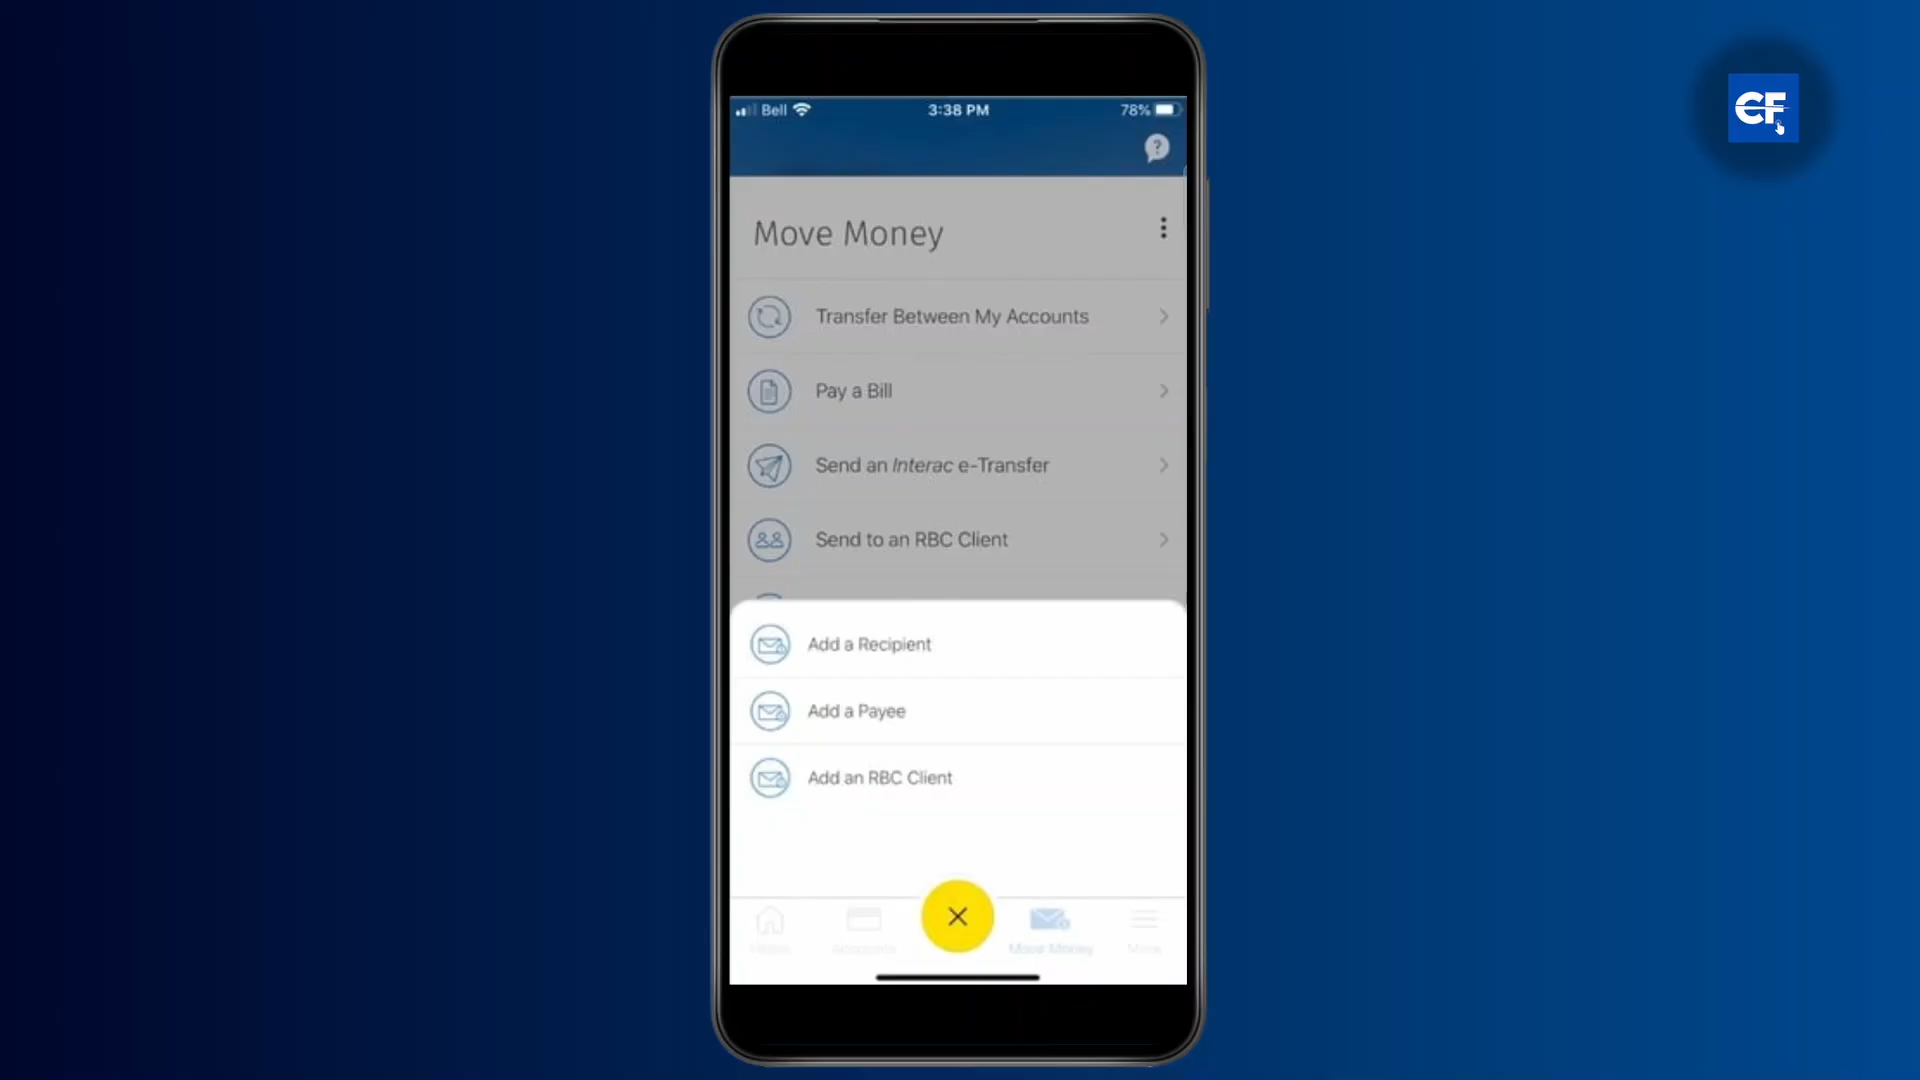 Bell
3:38 PM
78%
?
CF
Move Money
Transfer Between My Accounts
Pay a Bill
Send an Interac e-Transfer
Send to an RBC Client
Add a Recipient
Add a Payee
Add an RBC Client
Home
Accounts
Move Money
More